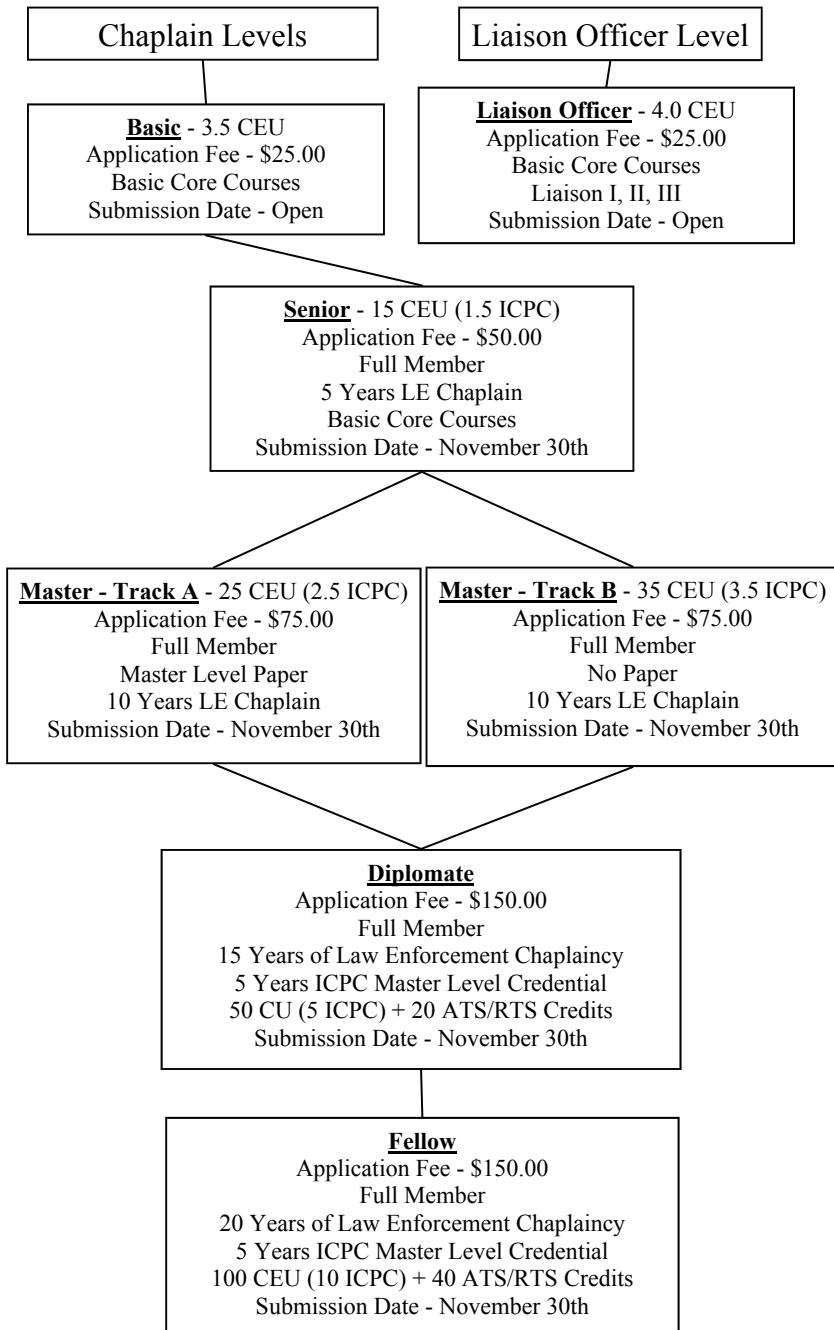 Chaplain Levels
Liaison Officer Level
Basic - 3.5 CEU
Application Fee - $25.00
Basic Core Courses
Submission Date - Open
Liaison Officer - 4.0 CEU
Application Fee - $25.00
Basic Core Courses
Liaison I, II, III
Submission Date - Open
Senior - 15 CEU (1.5 ICPC)
Application Fee - $50.00
Full Member
5 Years LE Chaplain
Basic Core Courses
Submission Date - November 30th
Master - Track A - 25 CEU (2.5 ICPC)
Application Fee - $75.00
Full Member
Master Level Paper
10 Years LE Chaplain
Submission Date - November 30th
Master - Track B - 35 CEU (3.5 ICPC)
Application Fee - $75.00
Full Member
No Paper
10 Years LE Chaplain
Submission Date - November 30th
Diplomate
Application Fee - $150.00
Full Member
15 Years of Law Enforcement Chaplaincy
5 Years ICPC Master Level Credential
50 CU (5 ICPC) + 20 ATS/RTS Credits
Submission Date - November 30th
Fellow
Application Fee - $150.00
Full Member
20 Years of Law Enforcement Chaplaincy
5 Years ICPC Master Level Credential
100 CEU (10 ICPC) + 40 ATS/RTS Credits
Submission Date - November 30th